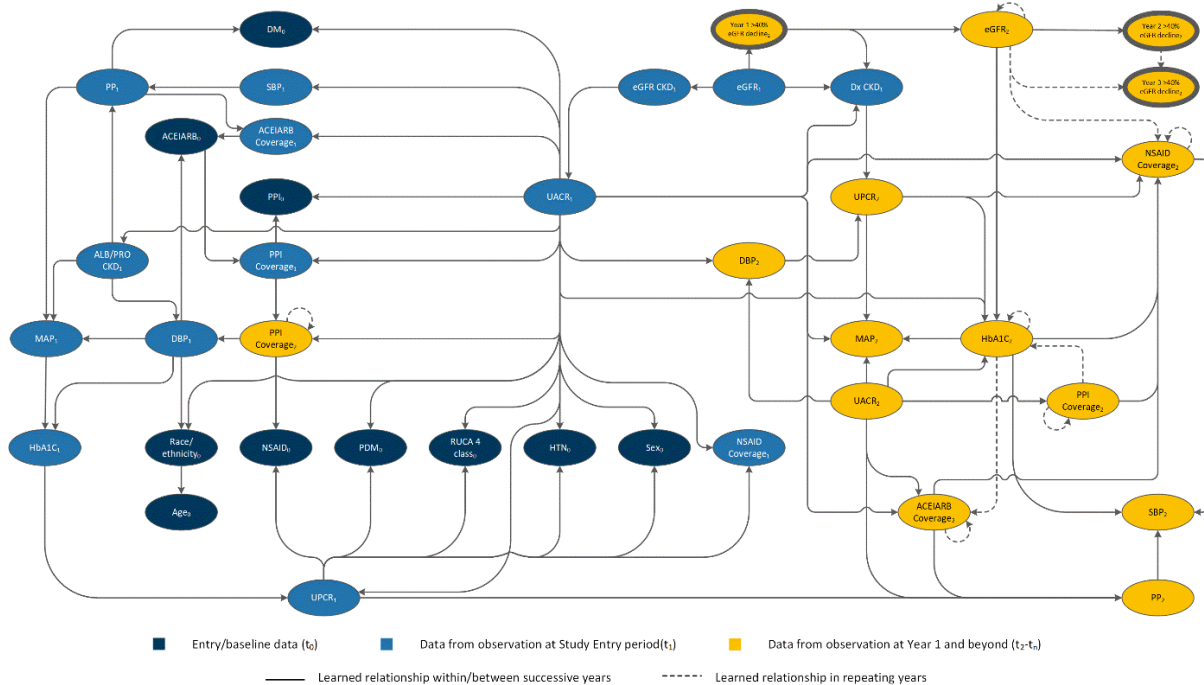 DM₀
Year 1 >40%
eGFR decline₂
eGFR₂
Year 2 >40%
eGFR decline₂
PP₁
SBP₁
eGFR CKD₁
eGFR₁
Dx CKD₁
Year 3 >40%
eGFR decline₂
ACEIARB₀
ACEIARB
Coverage₁
NSAID
Coverage₂
PPI₀
UACR₁
UPCR₂
ALB/PRO
CKD₁
PPI
Coverage₁
DBP₂
MAP₁
DBP₁
PPI
Coverage₂
MAP₂
HbA1C₂
UACR₂
PPI
Coverage₂
HbA1C₁
Race/
ethnicity₀
NSAID₀
PDM₀
RUCA 4
class₀
HTN₀
Sex₀
NSAID
Coverage₁
Age₀
ACEIARB
Coverage₂
SBP₂
UPCR₁
PP₂
Entry/baseline data (t₀)
Data from observation at Study Entry period(t₁)
Data from observation at Year 1 and beyond (t₂-tₙ)
Learned relationship within/between successive years
Learned relationship in repeating years